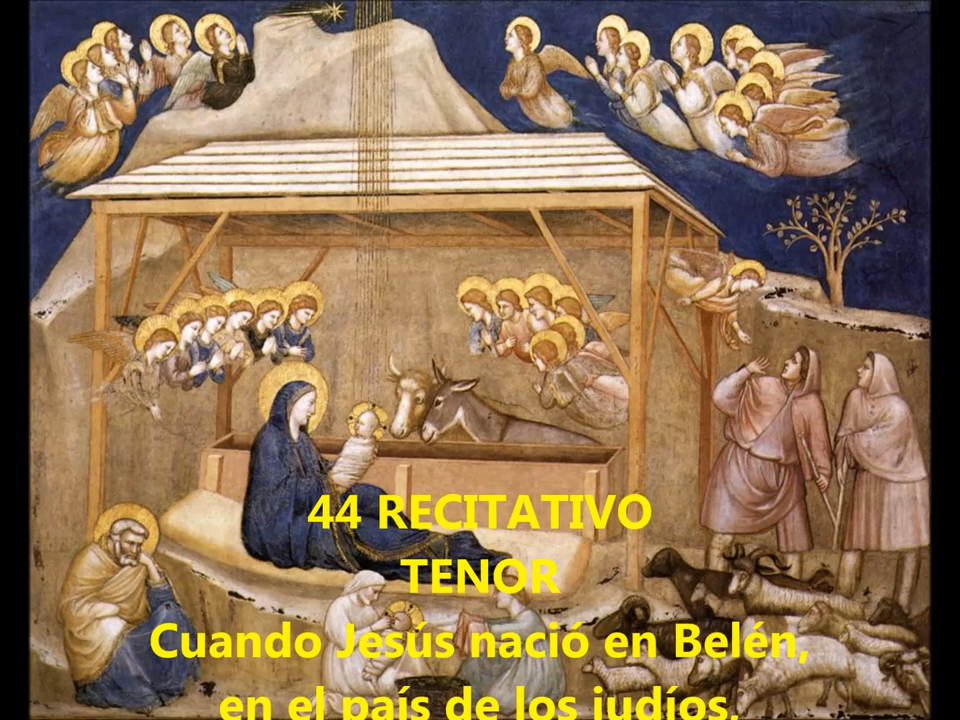 44 RECITATIVO
TENOR
Cuando Jesús nació en Belén,
en el país de los judíos,